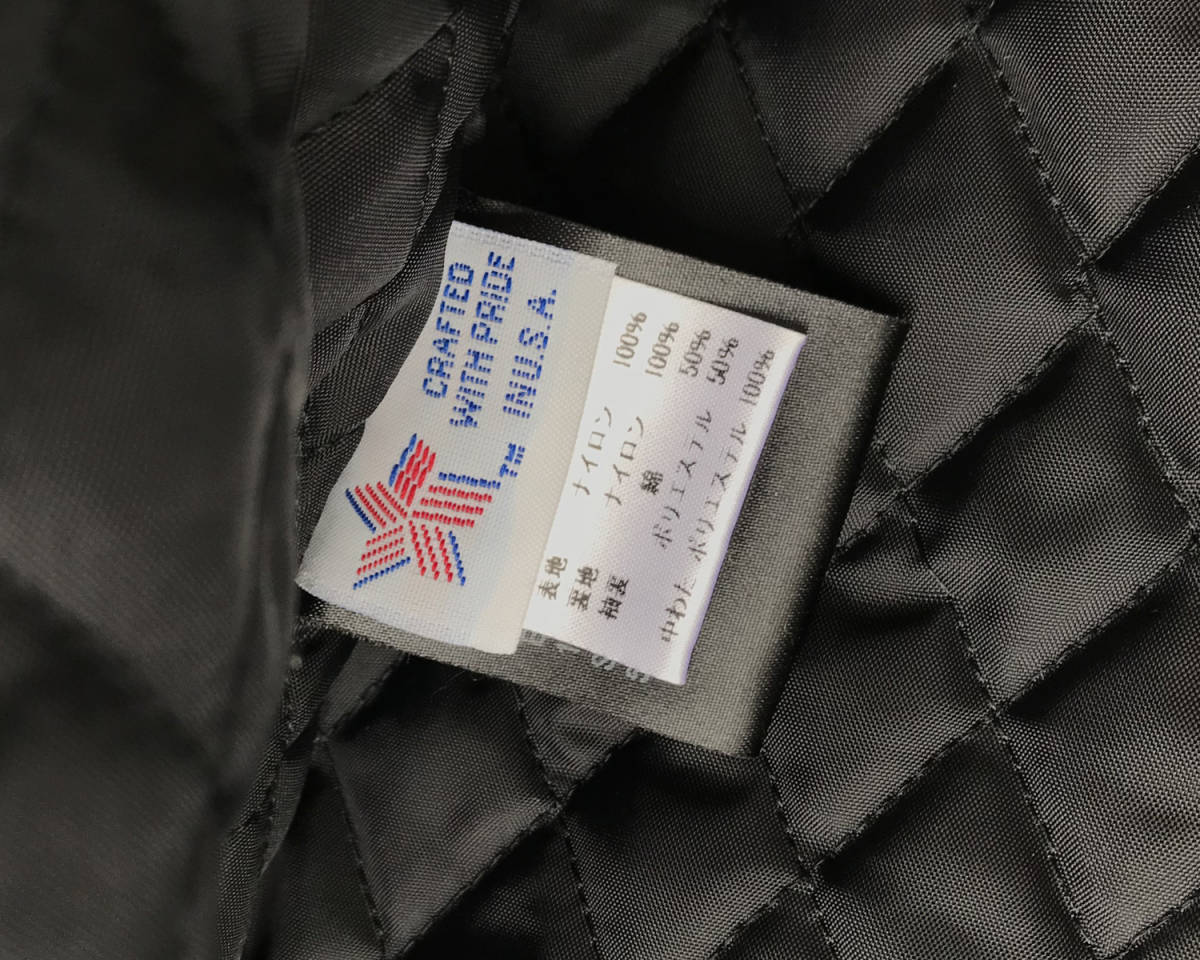 CRAFTED
WITH PRIDE
IN U.S.A.
TM
表地 ナイロン 100%
裏地 ナイロン 100%
袖裏 綿 50%
ポリエステル 50%
中わた ポリエステル 100%